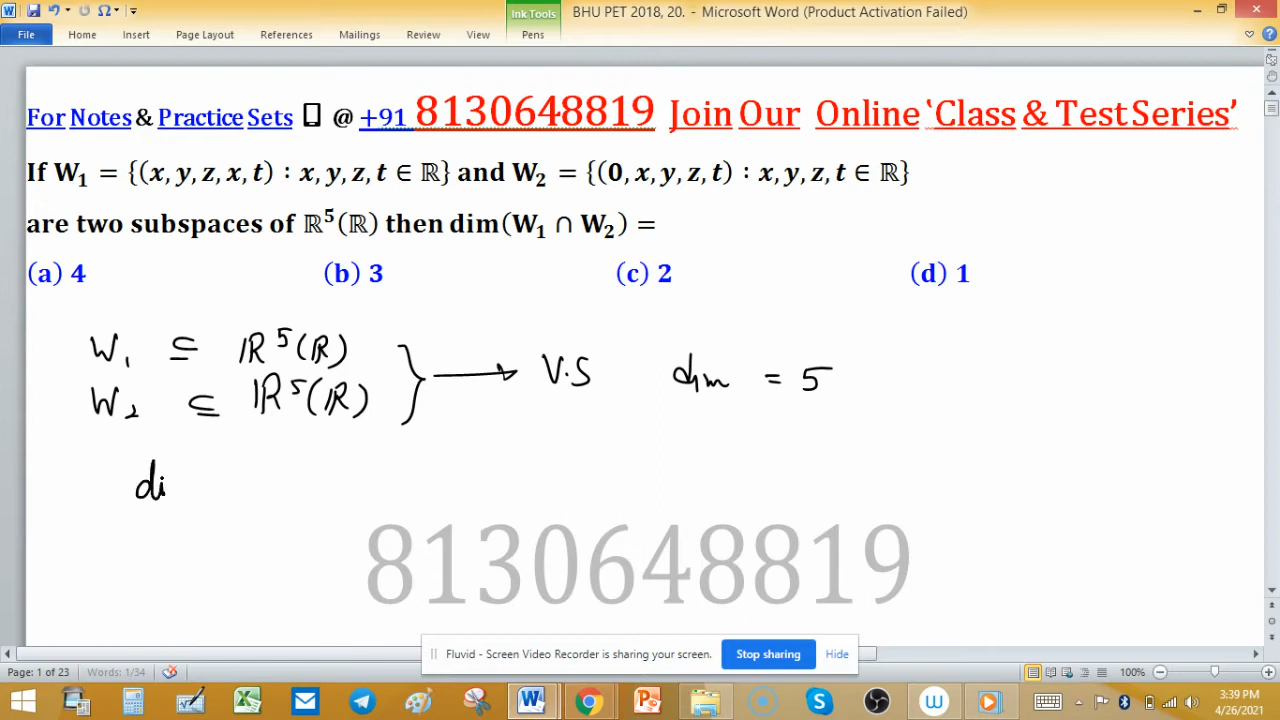 Ink Tools
BHU PET 2018, 20. - Microsoft Word (Product Activation Failed)
File Home Insert Page Layout References Mailings Review View Pens
For Notes & Practice Sets @ +91 8130648819 Join Our Online ‘Class & Test Series’
If W₁ = {(x, y, z, x, t) : x, y, z, t ∈ ℝ} and W₂ = {(0, x, y, z, t) : x, y, z, t ∈ ℝ}
are two subspaces of ℝ⁵(ℝ) then dim(W₁ ∩ W₂) =
(a) 4 (b) 3 (c) 2 (d) 1
W₁ ⊆ ℝ⁵(ℝ)
W₂ ⊆ ℝ⁵(ℝ) } → V.S dim = 5
di
8130648819
Fluvid - Screen Video Recorder is sharing your screen. Stop sharing Hide
Page: 1 of 23 Words: 1/34 100%
3:39 PM
4/26/2021